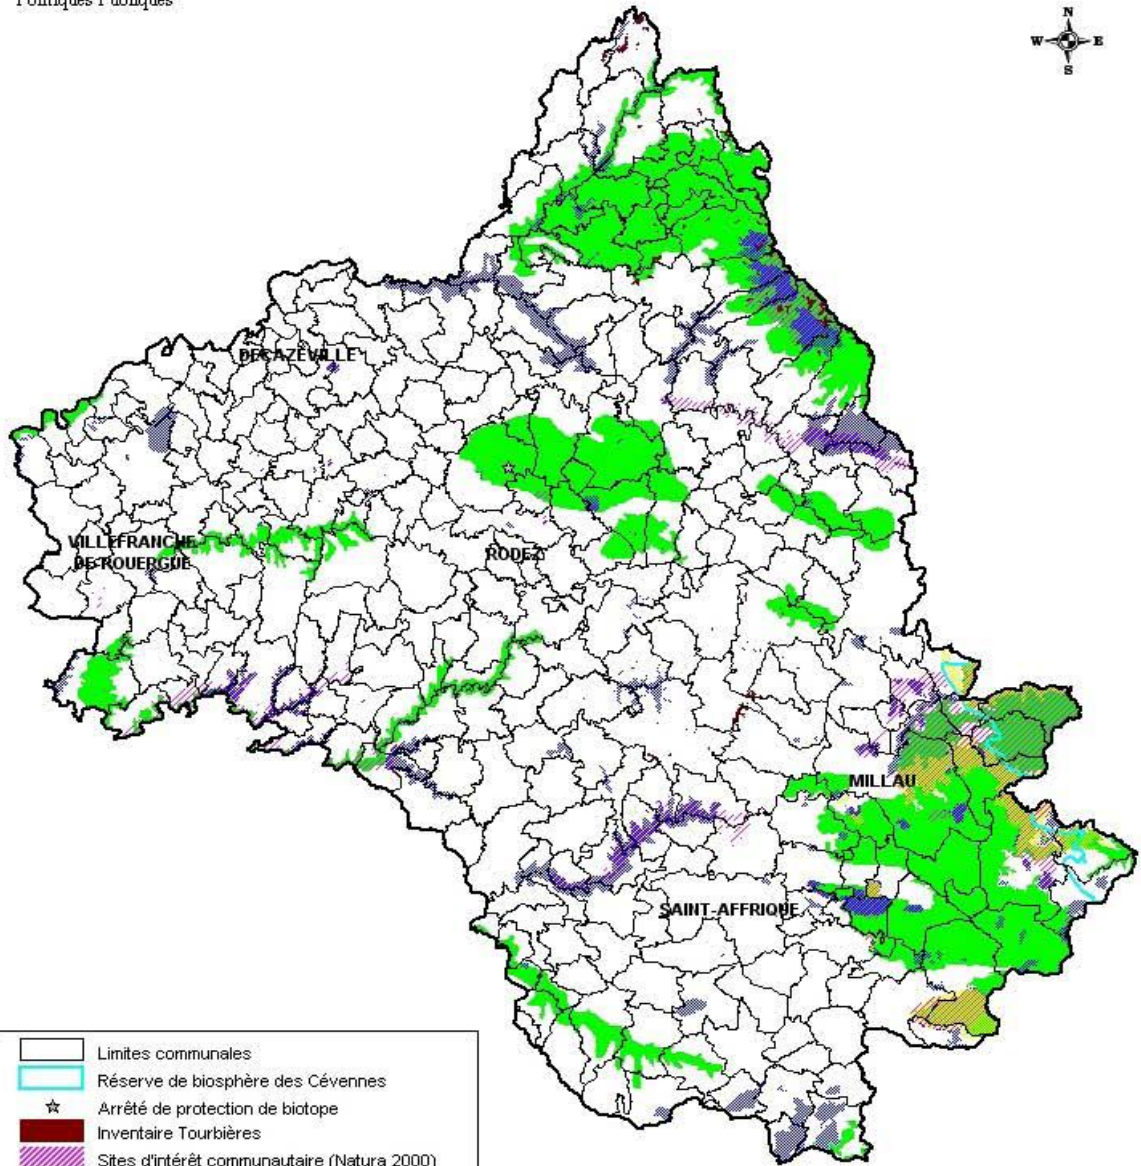 Politiques Publiques
N
W E
S
DECAZEVILLE
VILLEFRANCHE
DE ROUERGUE
RODEZ
MILLAU
SAINT-AFFRIQUE
Limites communales
Réserve de biosphère des Cévennes
Arrêté de protection de biotope
Inventaire Tourbières
Sites d'intérêt communautaire (Natura 2000)